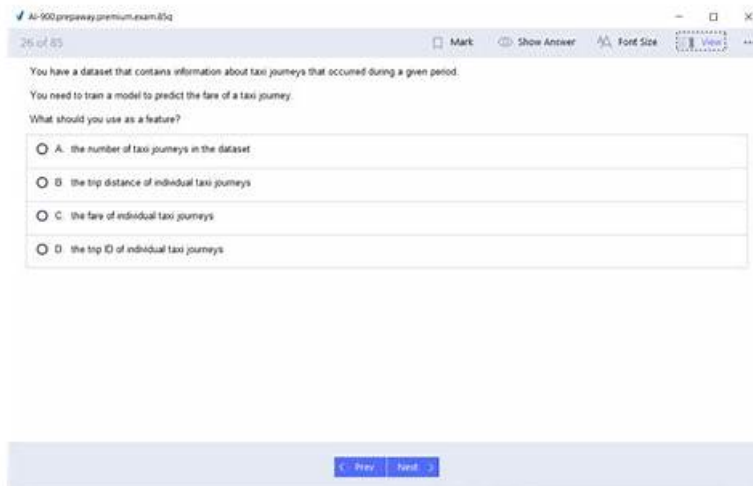 AI-900.prepaway.premium.exam.85q
26 of 85
Mark
Show Answer
Font Size
View
You have a dataset that contains information about taxi journeys that occurred during a given period.
You need to train a model to predict the fare of a taxi journey.
What should you use as a feature?
A. the number of taxi journeys in the dataset
B. the trip distance of individual taxi journeys
C. the fare of individual taxi journeys
D. the trip ID of individual taxi journeys
Prev
Next